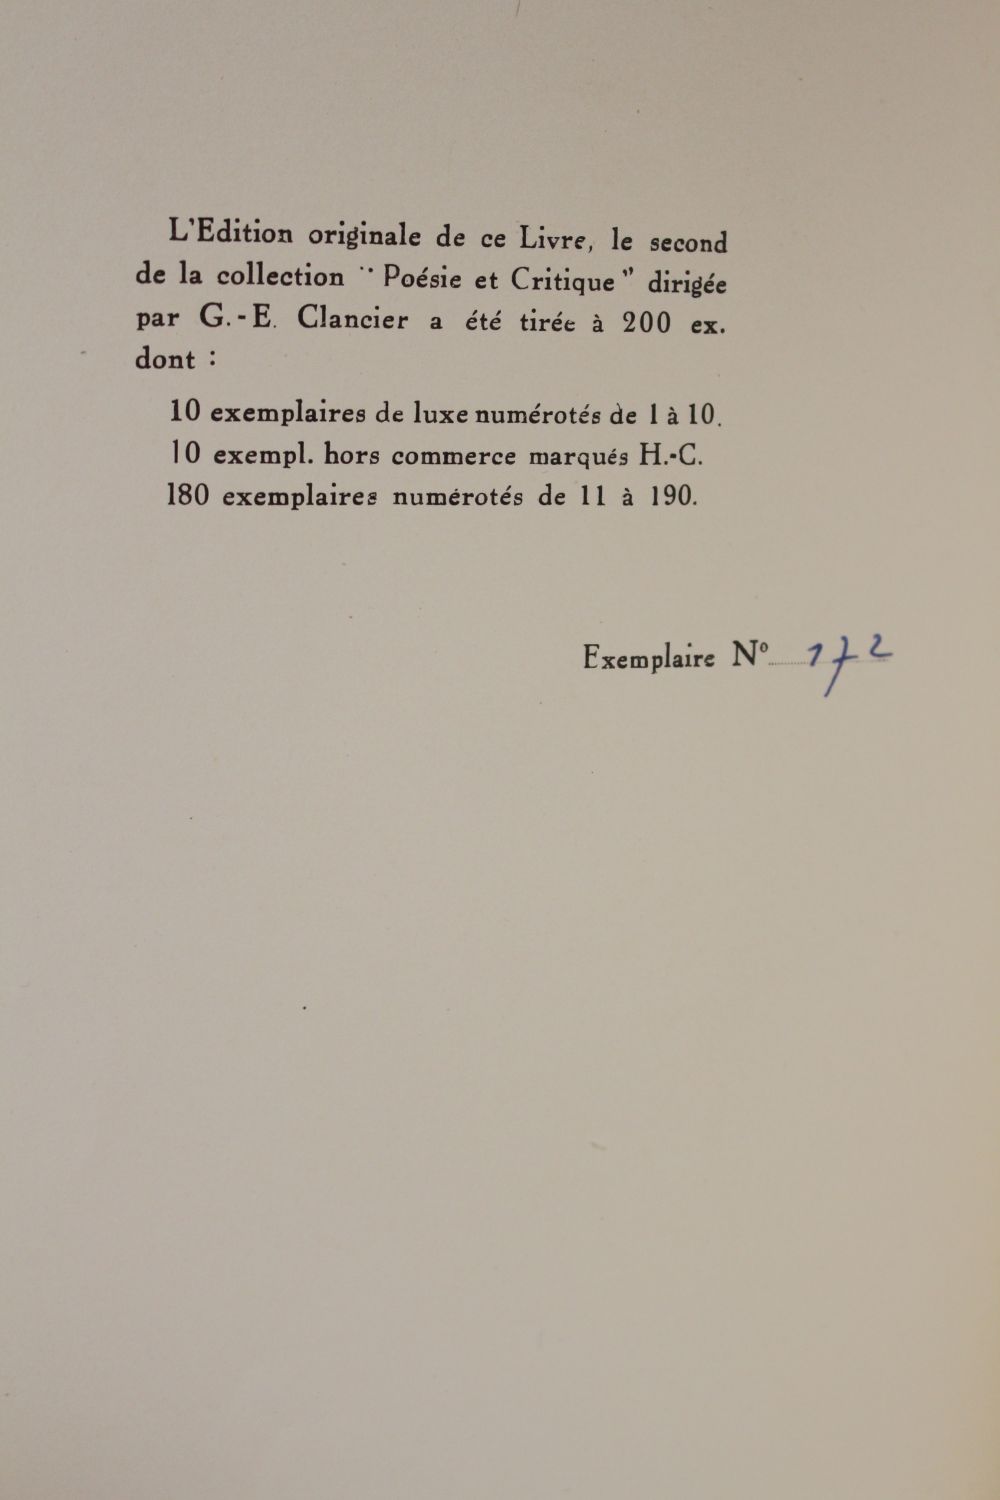 L'Edition originale de ce Livre, le second
de la collection " Poésie et Critique " dirigée
par G.-E. Clancier a été tirée à 200 ex.
dont :
10 exemplaires de luxe numérotés de 1 à 10.
10 exempl. hors commerce marqués H.-C.
180 exemplaires numérotés de 11 à 190.
Exemplaire N° 172